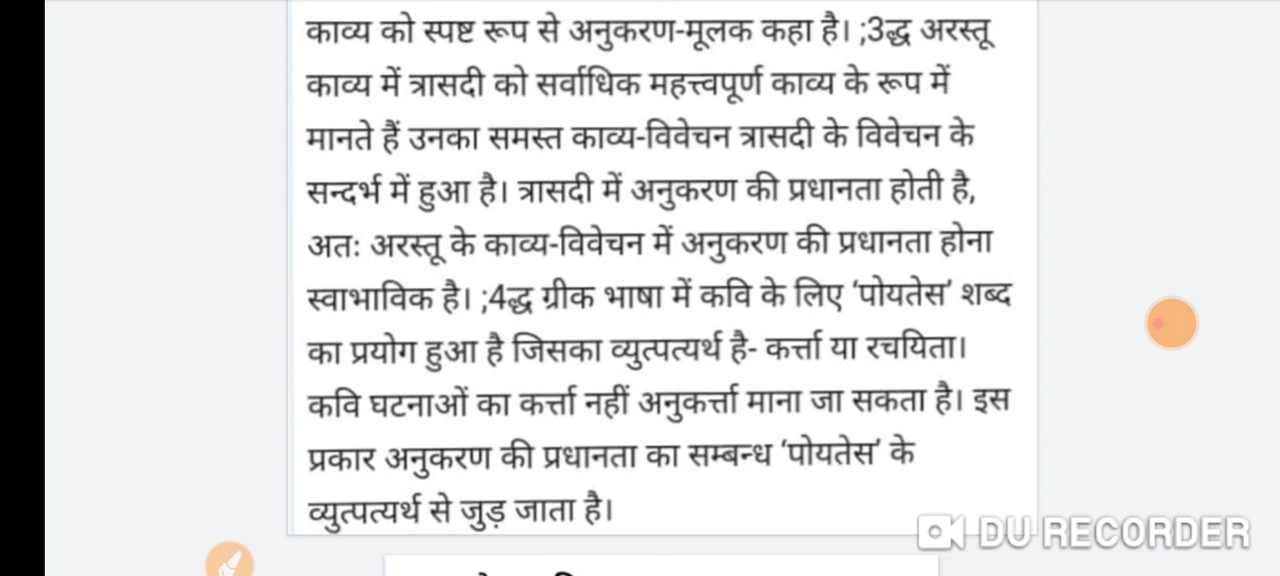 काव्य को स्पष्ट रूप से अनुकरण-मूलक कहा है। ;3द्ध अरस्तू
काव्य में त्रासदी को सर्वाधिक महत्त्वपूर्ण काव्य के रूप में
मानते हैं उनका समस्त काव्य-विवेचन त्रासदी के विवेचन के
सन्दर्भ में हुआ है। त्रासदी में अनुकरण की प्रधानता होती है,
अतः अरस्तू के काव्य-विवेचन में अनुकरण की प्रधानता होना
स्वाभाविक है। ;4द्ध ग्रीक भाषा में कवि के लिए ‘पोयतेस’ शब्द
का प्रयोग हुआ है जिसका व्युत्पत्यर्थ है- कर्त्ता या रचयिता।
कवि घटनाओं का कर्त्ता नहीं अनुकर्त्ता माना जा सकता है। इस
प्रकार अनुकरण की प्रधानता का सम्बन्ध ‘पोयतेस’ के
व्युत्पत्यर्थ से जुड़ जाता है।
DU RECORDER